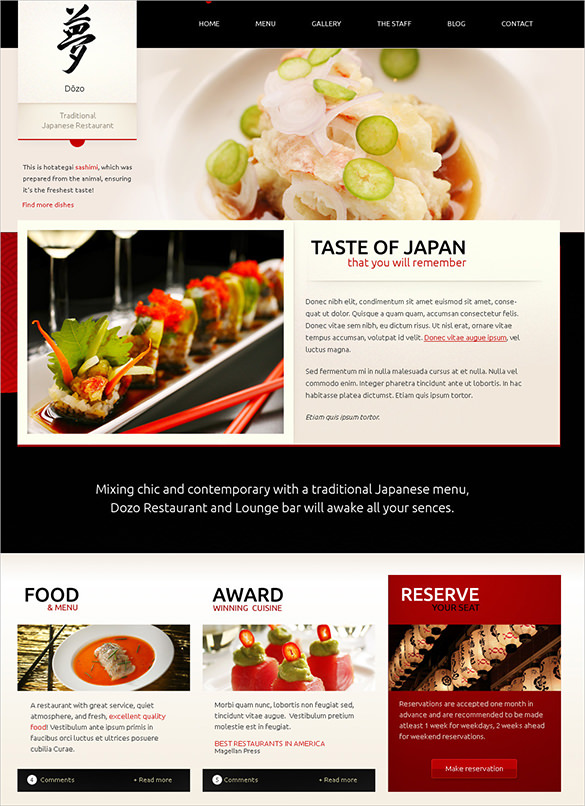 夢
Dōzo
Traditional
Japanese Restaurant
HOME
MENU
GALLERY
THE STAFF
BLOG
CONTACT
This is hotategai sashimi, which was
prepared from the animal, ensuring
it's the freshest taste!
Find more dishes
TASTE OF JAPAN
that you will remember
Donec nibh elit, condimentum sit amet euismod sit amet, conse-
quat ut dolor. Quisque a quam quam, accumsan consectetur felis.
Donec vitae sem nibh, eu dictum risus. Ut nisl erat, ornare vitae
tempus accumsan, volutpat id velit. Donec vitae augue ipsum, vel
luctus magna.
Sed fermentum mi in nulla malesuada cursus at et nulla. Nulla vel
commodo enim. Integer pharetra tincidunt ante ut lobortis. In hac
habitasse platea dictumst. Etiam quis ipsum tortor.
Etiam quis ipsum tortor.
Mixing chic and contemporary with a traditional Japanese menu,
Dozo Restaurant and Lounge bar will awake all your sences.
FOOD
& MENU
A restaurant with great service, quiet
atmosphere, and fresh, excellent quality
food! Vestibulum ante ipsum primis in
faucibus orci luctus et ultrices posuere
cubilia Curae.
4 Comments
+ Read more
AWARD
WINNING CUISINE
Morbi quam nunc, lobortis non feugiat sed,
tincidunt vitae augue. Vestibulum pretium
molestie est in feugiat.
BEST RESTAURANTS IN AMERICA
Magellan Press
5 Comments
+ Read more
RESERVE
YOUR SEAT
Reservations are accepted one month in
advance and are recommended to be made
atleast 1 week for weekdays, 2 weeks ahead
for weekend reservations.
Make reservation